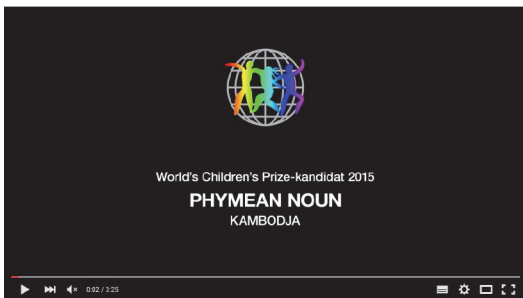 World's Children's Prize-kandidat 2015
PHYMEAN NOUN
KAMBODJA
0:02 / 3:25